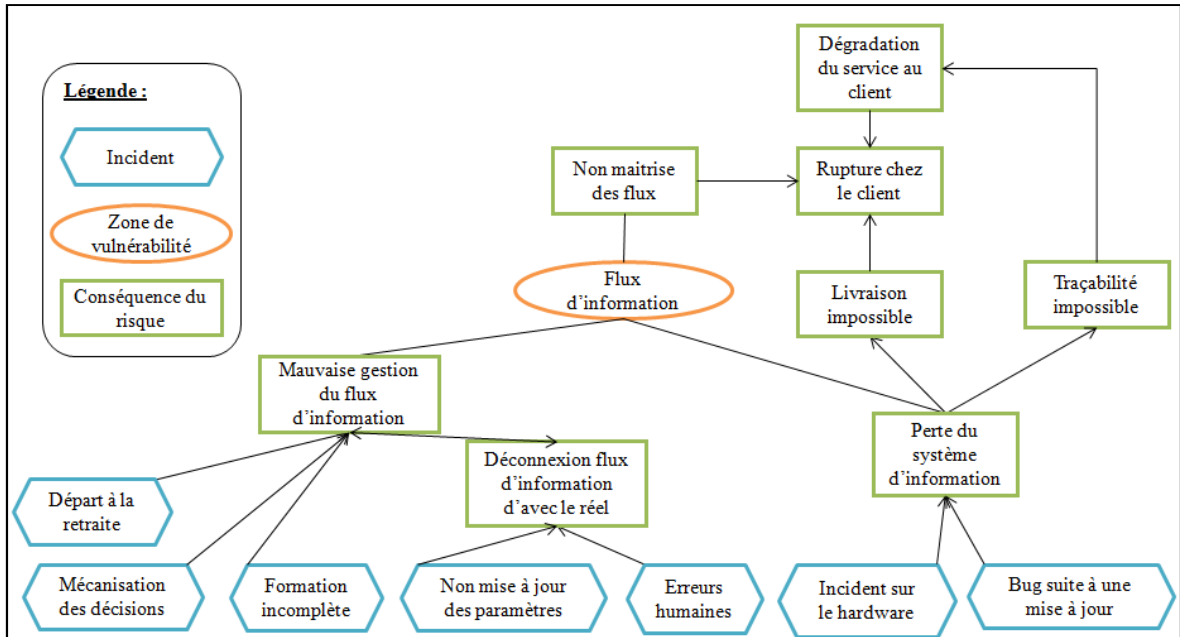 Légende :
Incident
Zone de
vulnérabilité
Conséquence du
risque
Dégradation
du service au
client
Non maitrise
des flux
Rupture chez
le client
Flux
d’information
Livraison
impossible
Traçabilité
impossible
Mauvaise gestion
du flux
d’information
Déconnexion flux
d’information
d’avec le réel
Perte du
système
d’information
Départ à la
retraite
Mécanisation
des décisions
Formation
incomplète
Non mise à jour
des paramètres
Erreurs
humaines
Incident sur
le hardware
Bug suite à une
mise à jour